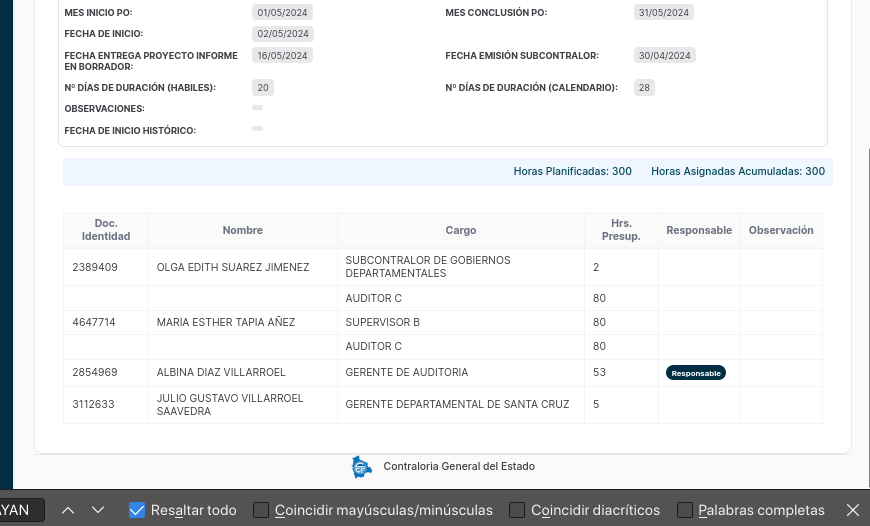 MES INICIO PO: 01/05/2024 MES CONCLUSIÓN PO: 31/05/2024
FECHA DE INICIO: 02/05/2024
FECHA ENTREGA PROYECTO INFORME EN BORRADOR: 16/05/2024 FECHA EMISIÓN SUBCONTRALOR: 30/04/2024
Nº DÍAS DE DURACIÓN (HABILES): 20 Nº DÍAS DE DURACIÓN (CALENDARIO): 28
OBSERVACIONES:
FECHA DE INICIO HISTÓRICO:
Horas Planificadas: 300 Horas Asignadas Acumuladas: 300
Doc. Identidad Nombre Cargo Hrs. Presup. Responsable Observación
2389409 OLGA EDITH SUAREZ JIMENEZ SUBCONTRALOR DE GOBIERNOS DEPARTAMENTALES 2
AUDITOR C 80
4647714 MARIA ESTHER TAPIA AÑEZ SUPERVISOR B 80
AUDITOR C 80
2854969 ALBINA DIAZ VILLARROEL GERENTE DE AUDITORIA 53 Responsable
3112633 JULIO GUSTAVO VILLARROEL SAAVEDRA GERENTE DEPARTAMENTAL DE SANTA CRUZ 5
Contraloria General del Estado
AYAN Resaltar todo Coincidir mayúsculas/minúsculas Coincidir diacríticos Palabras completas